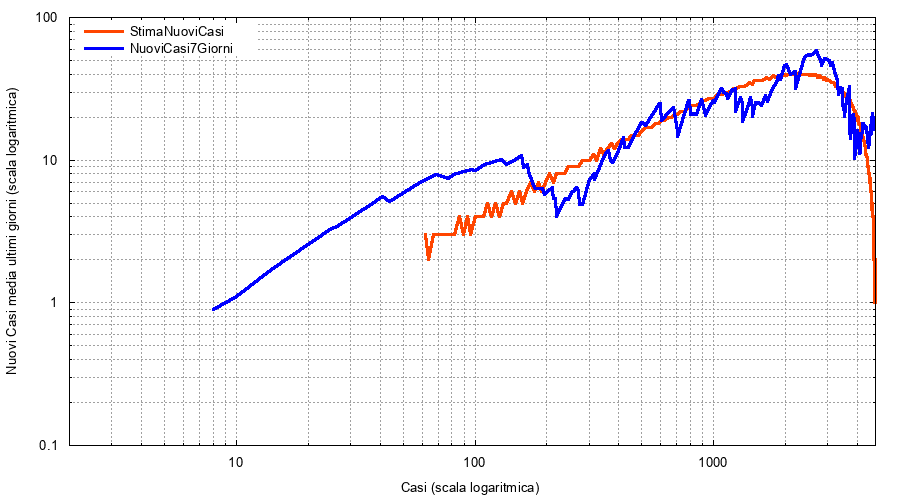 100
10
1
0.1
StimaNuoviCasi
NuoviCasi7Giorni
Nuovi Casi media ultimi giorni (scala logaritmica)
10
100
1000
Casi (scala logaritmica)